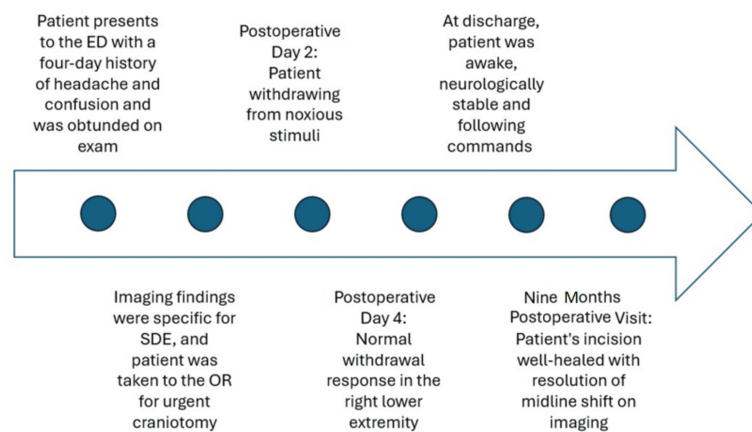 Patient presents
to the ED with a
four-day history
of headache and
confusion and
was obtunded on
exam
Imaging findings
were specific for
SDE, and
patient was
taken to the OR
for urgent
craniotomy
Postoperative
Day 2:
Patient
withdrawing
from noxious
stimuli
Postoperative
Day 4:
Normal
withdrawal
response in the
right lower
extremity
At discharge,
patient was
awake,
neurologically
stable and
following
commands
Nine Months
Postoperative Visit:
Patient's incision
well-healed with
resolution of
midline shift on
imaging